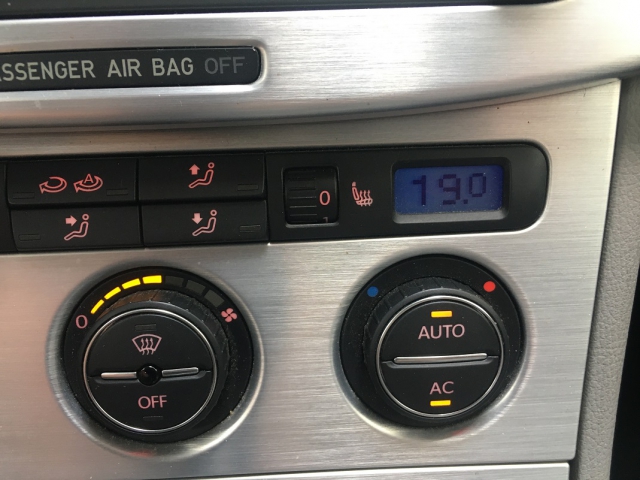 SSENGER AIR BAG OFF
A
0
19.0
0
AUTO
OFF
AC